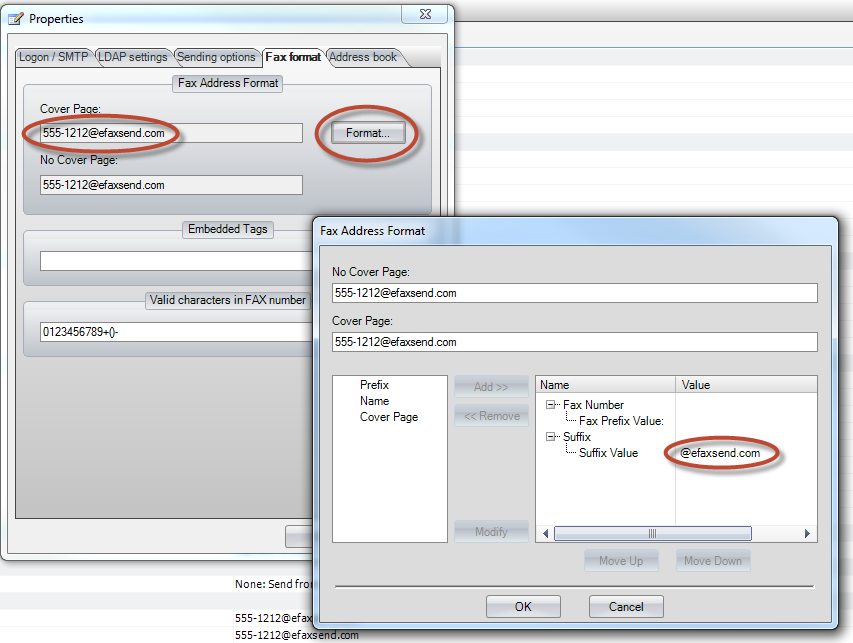 Properties
Logon / SMTP
LDAP settings
Sending options
Fax format
Address book
Fax Address Format
Cover Page:
555-1212@efaxsend.com
Format...
No Cover Page:
555-1212@efaxsend.com
Embedded Tags
Valid characters in FAX number
0123456789+()-
Fax Address Format
No Cover Page:
555-1212@efaxsend.com
Cover Page:
555-1212@efaxsend.com
Prefix
Name
Cover Page
Add >>
<< Remove
Modify
Name Value
Fax Number
Fax Prefix Value:
Suffix
Suffix Value @efaxsend.com
Move Up
Move Down
OK
Cancel
None: Send from
555-1212@efax
555-1212@efaxsend.com